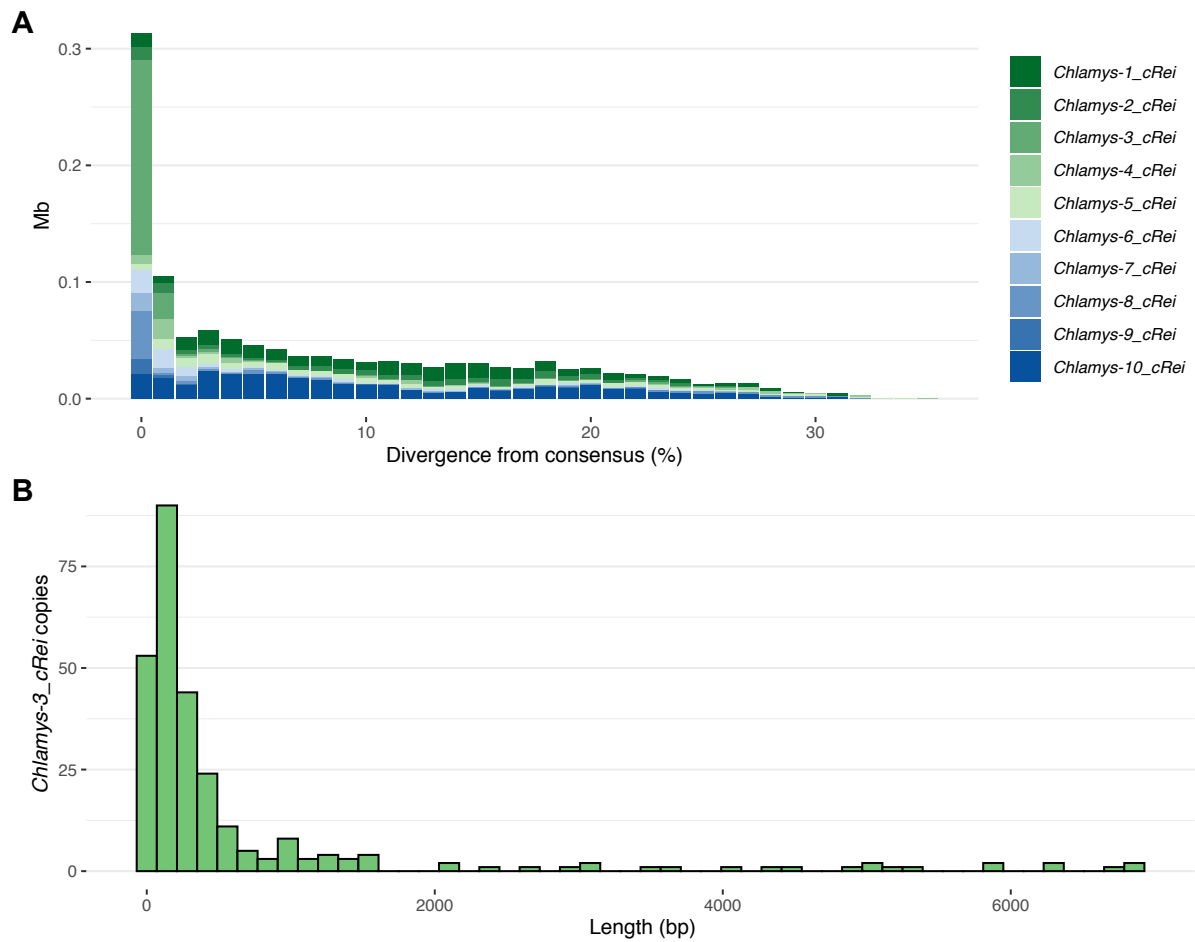 A
0.3
0.2
0.1
0.0
Mb
0
10
20
30
Divergence from consensus (%)
Chlamys-1_cRei
Chlamys-2_cRei
Chlamys-3_cRei
Chlamys-4_cRei
Chlamys-5_cRei
Chlamys-6_cRei
Chlamys-7_cRei
Chlamys-8_cRei
Chlamys-9_cRei
Chlamys-10_cRei
B
75
50
25
0
Chlamys-3_cRei copies
0
2000
4000
6000
Length (bp)